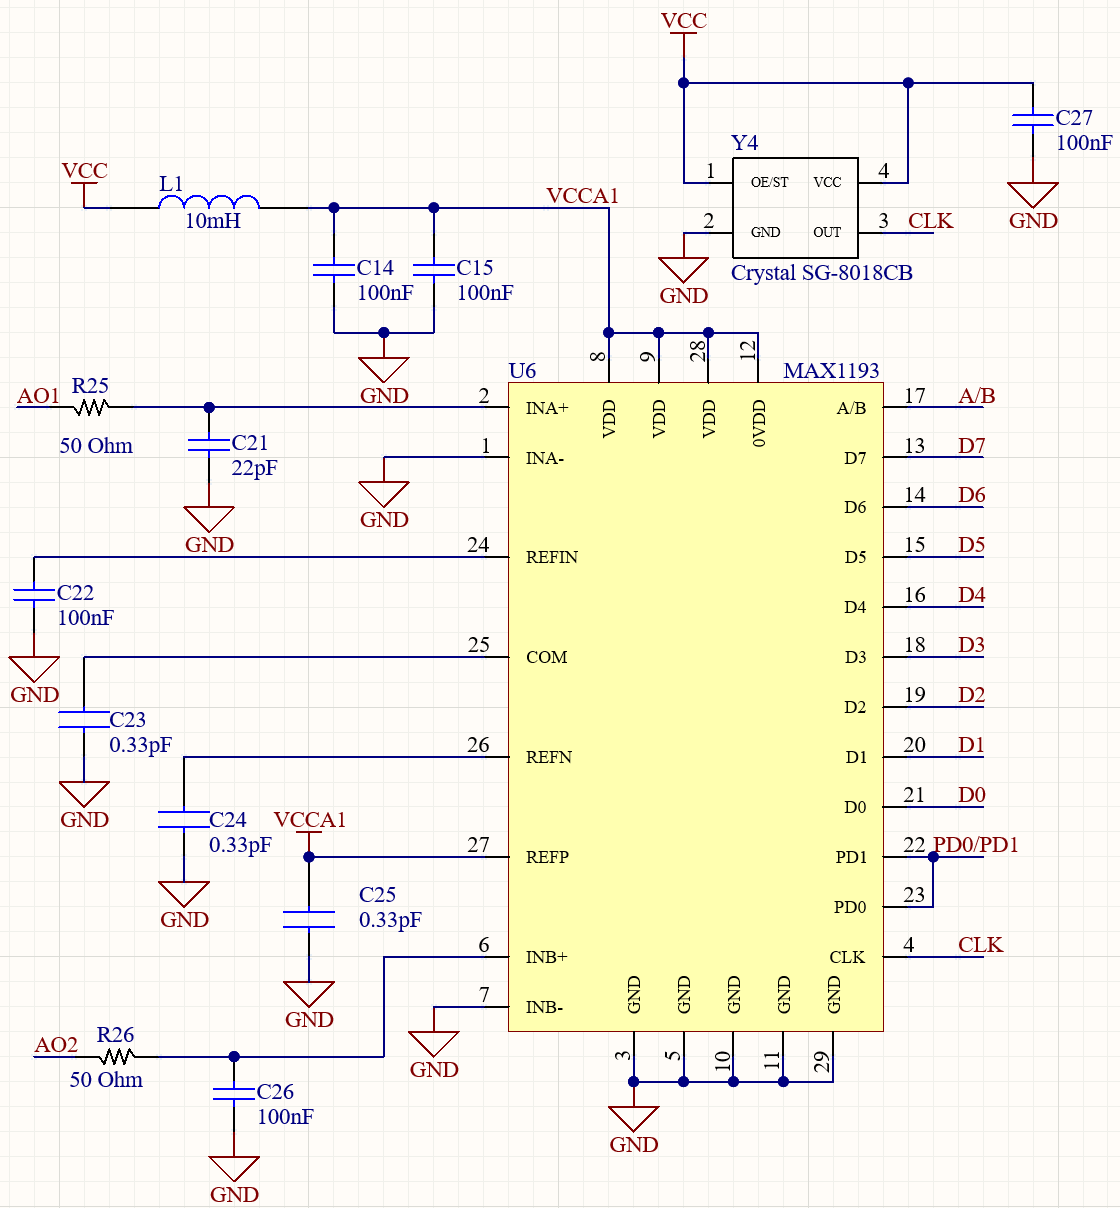 VCC
C27
100nF
GND
Y4
1
OE/ST
VCC
4
2
GND
OUT
3
CLK
GND
Crystal SG-8018CB
VCC
L1
10mH
VCCA1
C14
100nF
C15
100nF
GND
8
9
28
12
U6
MAX1193
AO1
R25
50 Ohm
C21
22pF
GND
2
INA+
1
INA-
GND
VDD
VDD
VDD
0VDD
A/B
17
A/B
D7
13
D7
D6
14
D6
24
REFIN
D5
15
D5
C22
100nF
GND
D4
16
D4
25
COM
D3
18
D3
C23
0.33pF
GND
D2
19
D2
26
REFN
D1
20
D1
C24
0.33pF
GND
D0
21
D0
VCCA1
27
REFP
PD1
22
PD0/PD1
C25
0.33pF
GND
PD0
23
6
INB+
CLK
4
CLK
7
INB-
GND
GND
GND
GND
GND
GND
AO2
R26
50 Ohm
C26
100nF
GND
3
5
10
11
29
GND